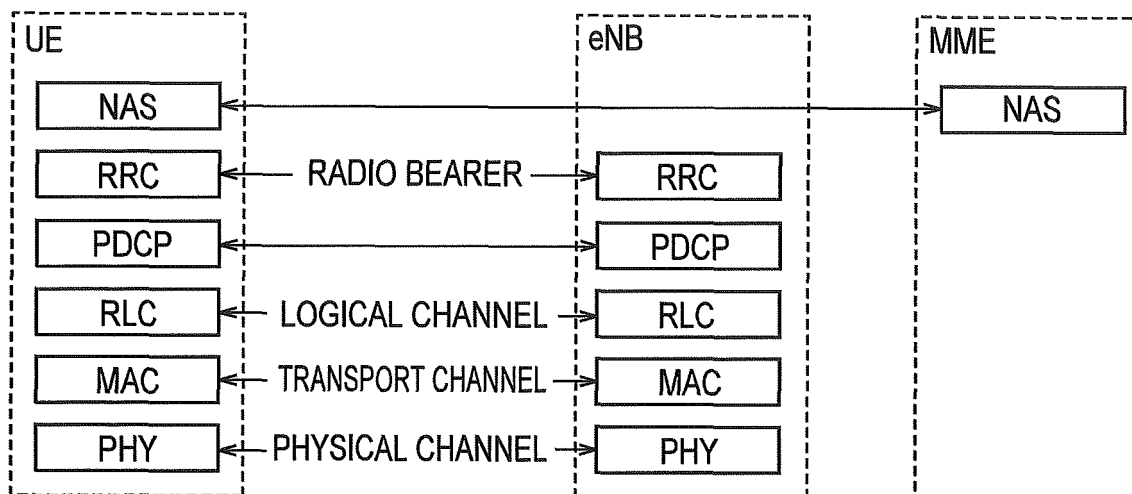 UE eNB MME
NAS NAS
RRC RADIO BEARER RRC
PDCP PDCP
RLC LOGICAL CHANNEL RLC
MAC TRANSPORT CHANNEL MAC
PHY PHYSICAL CHANNEL PHY